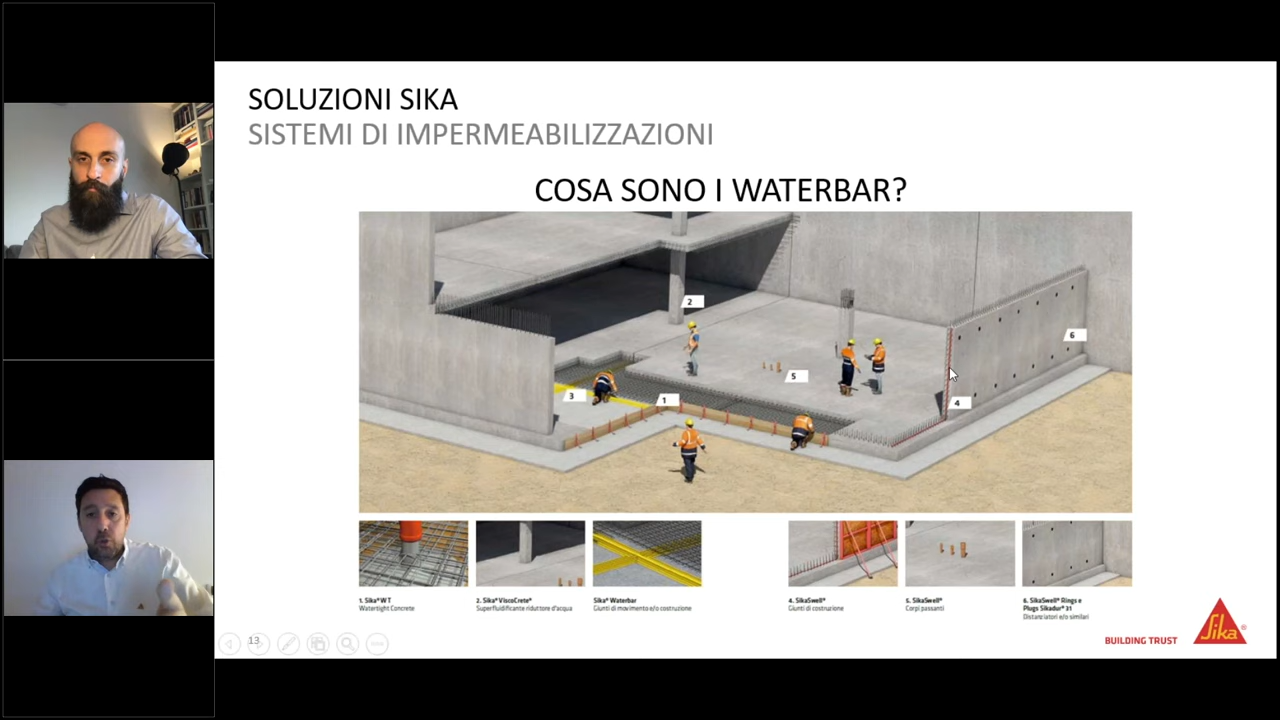 SOLUZIONI SIKA
SISTEMI DI IMPERMEABILIZZAZIONI
COSA SONO I WATERBAR?
2
6
5
3
1
4
1. Sika® WT
Watertight Concrete
2. Sika® ViscoCrete®
Superfluidificante riduttore d'acqua
Sika® Waterbar
Giunti di movimento e/o costruzione
4. SikaSwell®
Giunti di costruzione
5. SikaSwell®
Corpi passanti
6. SikaSwell® Rings e
Plugs Sikadur® 31
Distanziatori e/o similari
13
BUILDING TRUST
Sika®